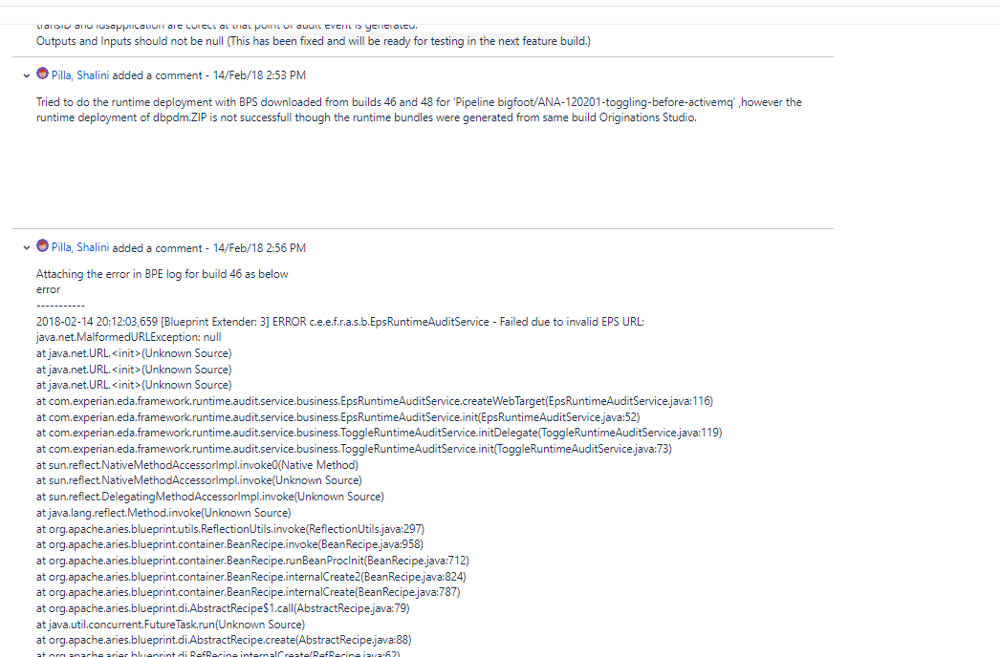 transID and idsapplication are corect at that point of audit event is generated.
Outputs and Inputs should not be null (This has been fixed and will be ready for testing in the next feature build.)
Pilla, Shalini added a comment - 14/Feb/18 2:53 PM
Tried to do the runtime deployment with BPS downloaded from builds 46 and 48 for 'Pipeline bigfoot/ANA-120201-toggling-before-activemq' ,however the
runtime deployment of dbpdm.ZIP is not successfull though the runtime bundles were generated from same build Originations Studio.
Pilla, Shalini added a comment - 14/Feb/18 2:56 PM
Attaching the error in BPE log for build 46 as below
error
-----------
2018-02-14 20:12:03,659 [Blueprint Extender: 3] ERROR c.e.e.f.r.a.s.b.EpsRuntimeAuditService - Failed due to invalid EPS URL:
java.net.MalformedURLException: null
at java.net.URL.<init>(Unknown Source)
at java.net.URL.<init>(Unknown Source)
at java.net.URL.<init>(Unknown Source)
at com.experian.eda.framework.runtime.audit.service.business.EpsRuntimeAuditService.createWebTarget(EpsRuntimeAuditService.java:116)
at com.experian.eda.framework.runtime.audit.service.business.EpsRuntimeAuditService.init(EpsRuntimeAuditService.java:52)
at com.experian.eda.framework.runtime.audit.service.business.ToggleRuntimeAuditService.initDelegate(ToggleRuntimeAuditService.java:119)
at com.experian.eda.framework.runtime.audit.service.business.ToggleRuntimeAuditService.init(ToggleRuntimeAuditService.java:73)
at sun.reflect.NativeMethodAccessorImpl.invoke0(Native Method)
at sun.reflect.NativeMethodAccessorImpl.invoke(Unknown Source)
at sun.reflect.DelegatingMethodAccessorImpl.invoke(Unknown Source)
at java.lang.reflect.Method.invoke(Unknown Source)
at org.apache.aries.blueprint.utils.ReflectionUtils.invoke(ReflectionUtils.java:297)
at org.apache.aries.blueprint.container.BeanRecipe.invoke(BeanRecipe.java:958)
at org.apache.aries.blueprint.container.BeanRecipe.runBeanProcInit(BeanRecipe.java:712)
at org.apache.aries.blueprint.container.BeanRecipe.internalCreate2(BeanRecipe.java:824)
at org.apache.aries.blueprint.container.BeanRecipe.internalCreate(BeanRecipe.java:787)
at org.apache.aries.blueprint.di.AbstractRecipe$1.call(AbstractRecipe.java:79)
at java.util.concurrent.FutureTask.run(Unknown Source)
at org.apache.aries.blueprint.di.AbstractRecipe.create(AbstractRecipe.java:88)
at org.apache.aries.blueprint.di.RefRecipe.internalCreate(RefRecipe.java:62)